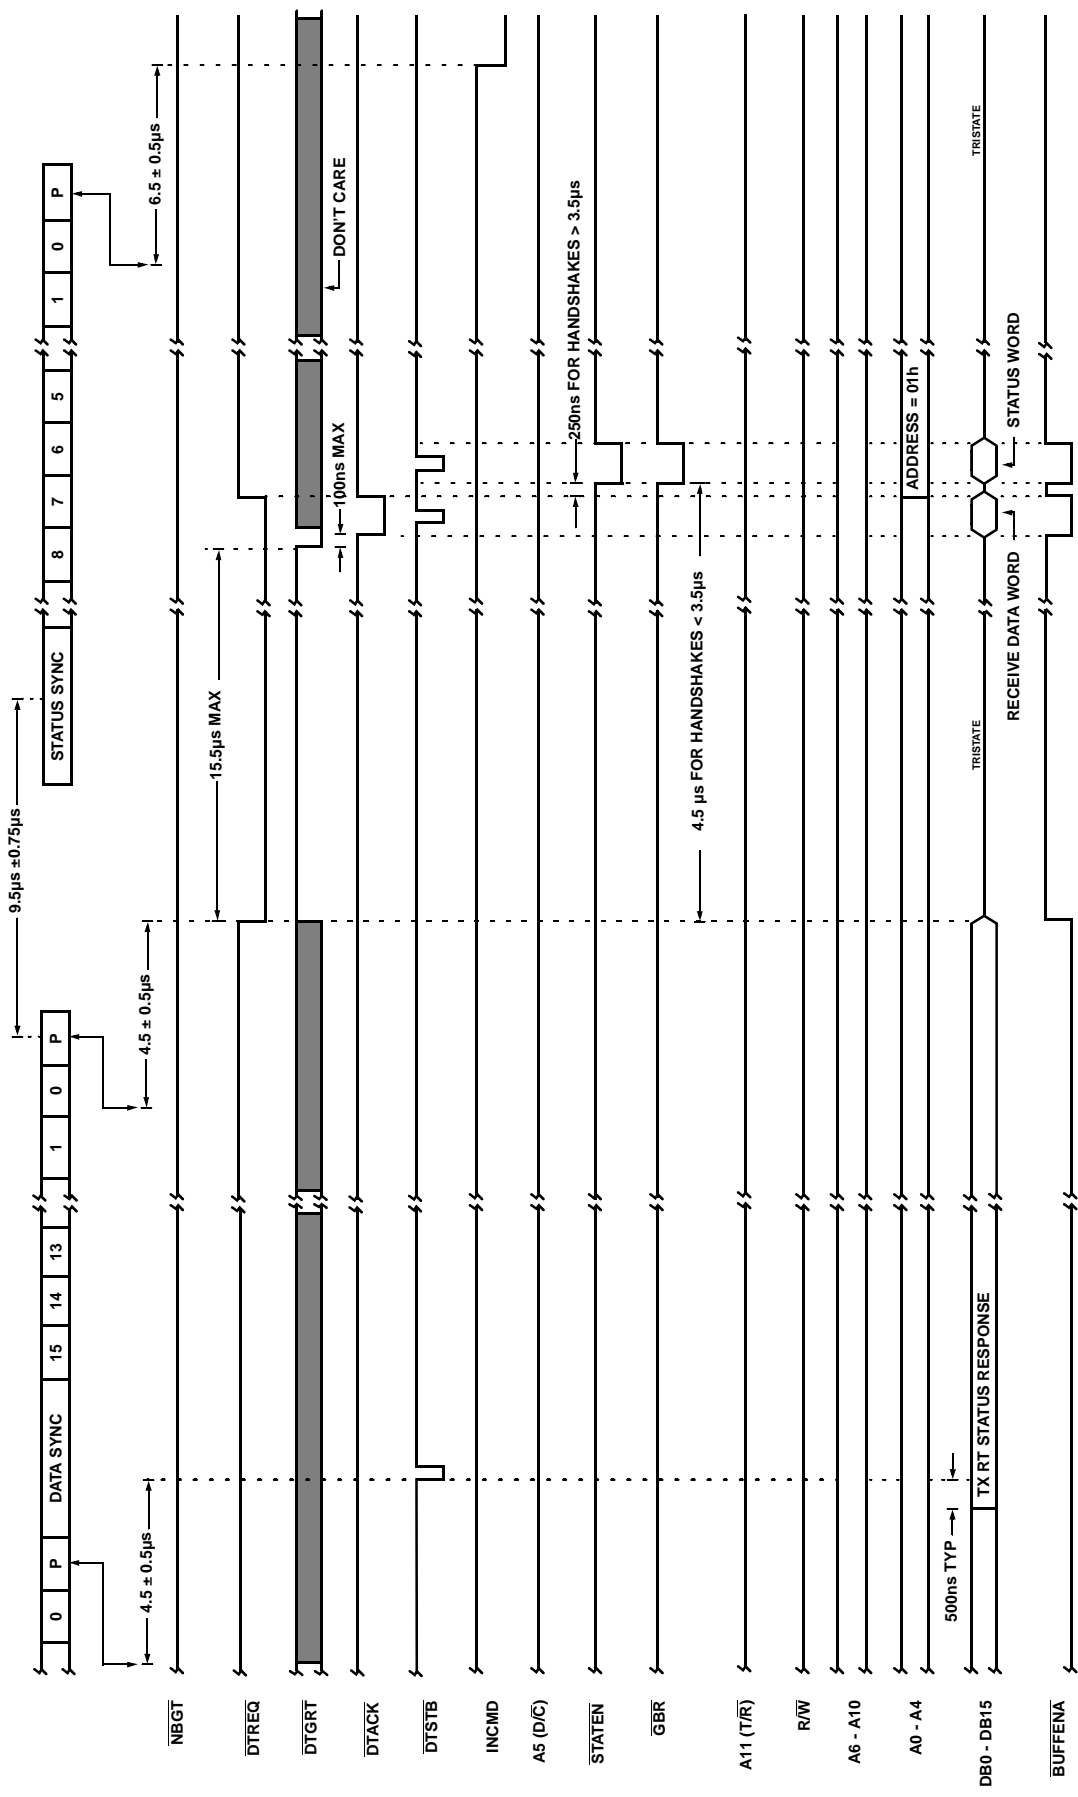 0 P DATA SYNC 15 14 13 1 0 P STATUS SYNC 8 7 6 5 1 0 P
9.5µs ±0.75µs
4.5 ± 0.5µs
4.5 ± 0.5µs
6.5 ± 0.5µs
NBGT
15.5µs MAX
DTREQ
DTGRT
DON'T CARE
100ns MAX
DTACK
DTSTB
INCMD
A5 (D/C)
250ns FOR HANDSHAKES > 3.5µs
STATEN
GBR
4.5 µs FOR HANDSHAKES < 3.5µs
A11 (T/R)
R/W
A6 - A10
A0 - A4
ADDRESS = 01h
500ns TYP
DB0 - DB15
TX RT STATUS RESPONSE
TRISTATE
TRISTATE
RECEIVE DATA WORD
STATUS WORD
BUFFENA